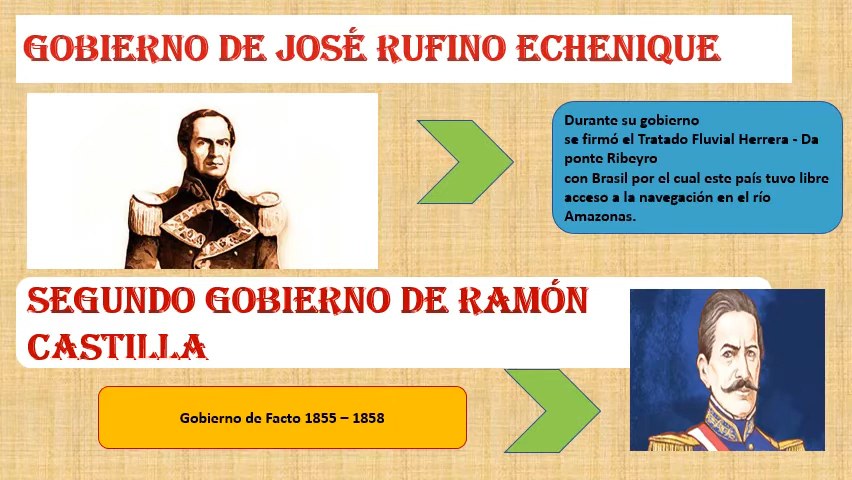 GOBIERNO DE JOSÉ RUFINO ECHENIQUE
Durante su gobierno
se firmó el Tratado Fluvial Herrera - Da
ponte Ribeyro
con Brasil por el cual este país tuvo libre
acceso a la navegación en el río
Amazonas.
SEGUNDO GOBIERNO DE RAMÓN
CASTILLA
Gobierno de Facto 1855 – 1858